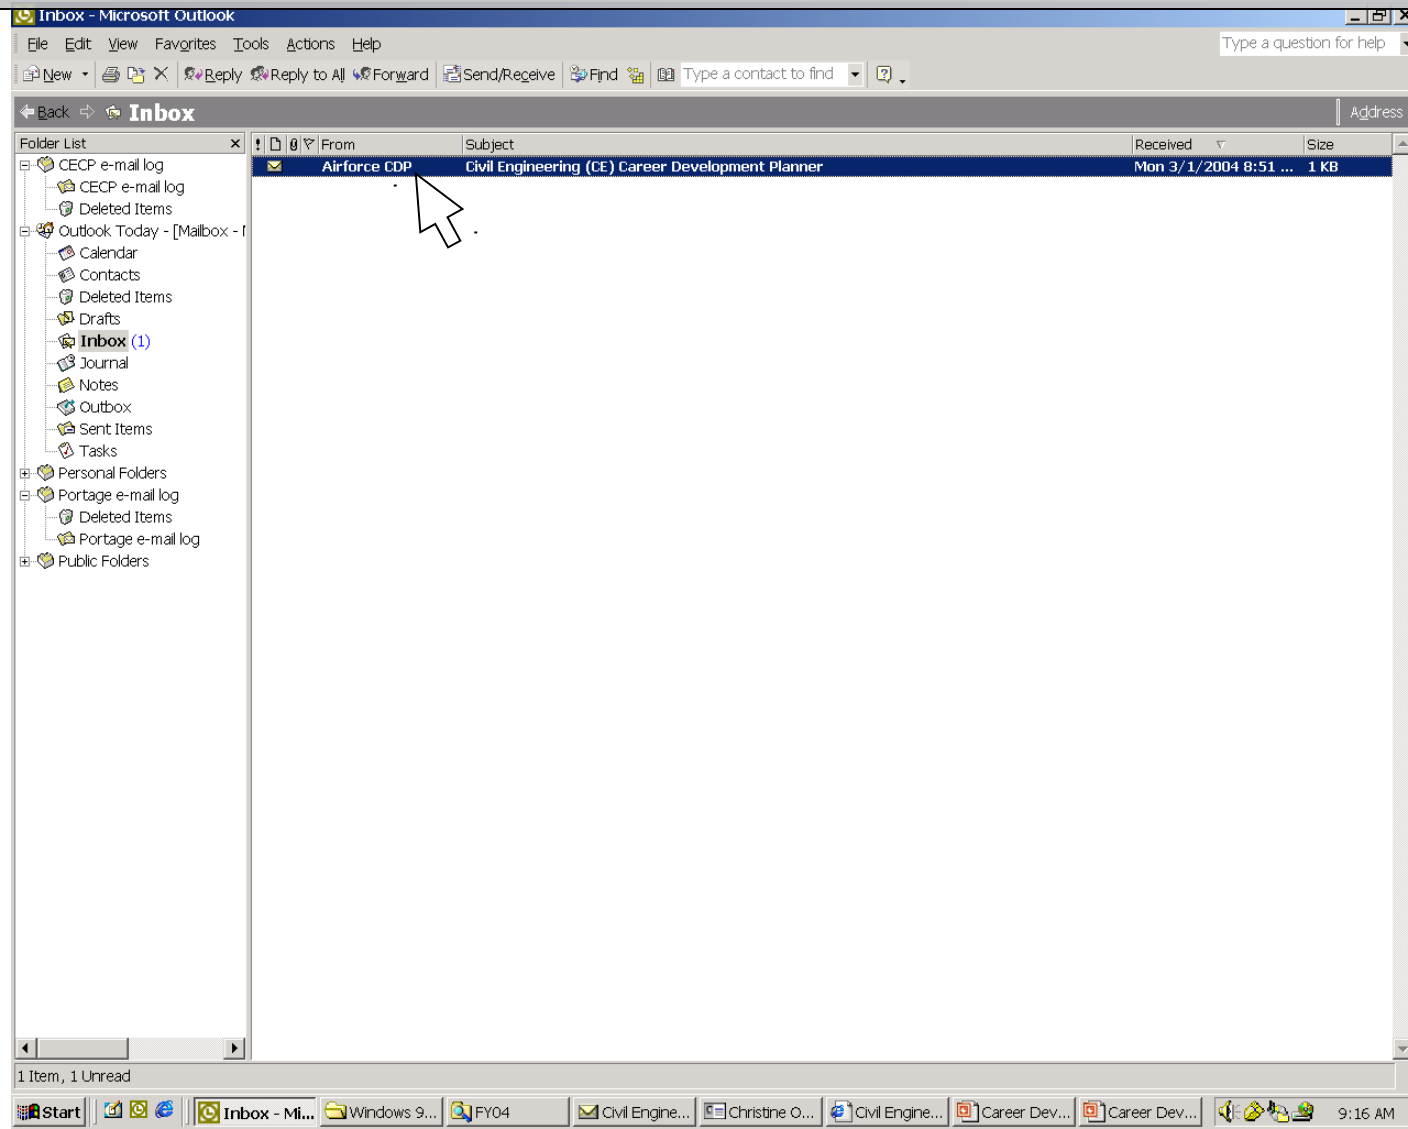 Inbox - Microsoft Outlook
File Edit View Favorites Tools Actions Help Type a question for help
New Reply Reply to All Forward Send/Receive Find Type a contact to find
Back Inbox Address
Folder List x ! From Subject Received Size
CECP e-mail log Airforce CDP Civil Engineering (CE) Career Development Planner Mon 3/1/2004 8:51 ... 1 KB
CECP e-mail log
Deleted Items
Outlook Today - [Mailbox -
Calendar
Contacts
Deleted Items
Drafts
Inbox (1)
Journal
Notes
Outbox
Sent Items
Tasks
Personal Folders
Portage e-mail log
Deleted Items
Portage e-mail log
Public Folders
1 Item, 1 Unread
Start Inbox - Mi... Windows 9... FY04 Civil Engine... Christine O... Civil Engine... Career Dev... Career Dev... 9:16 AM